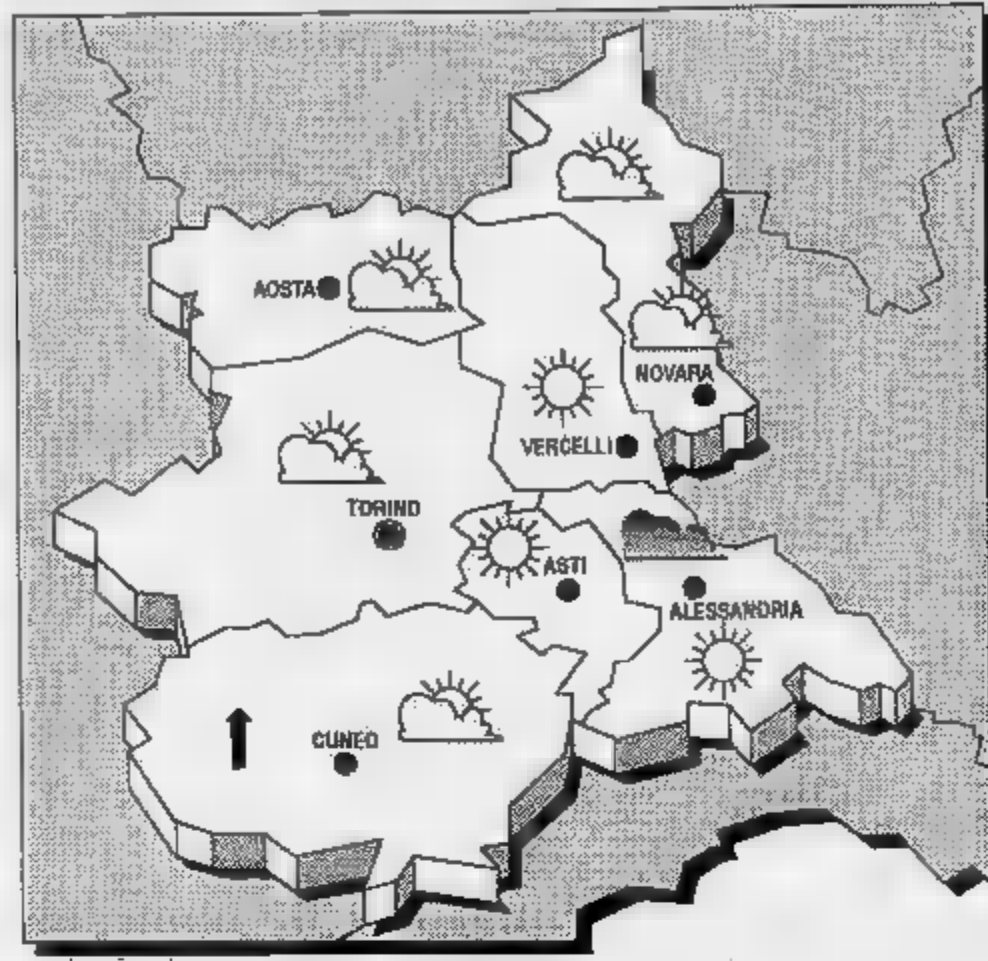 AOSTA
NOVARA
VERCELLI
TORINO
ASTI
ALESSANDRIA
CUNEO